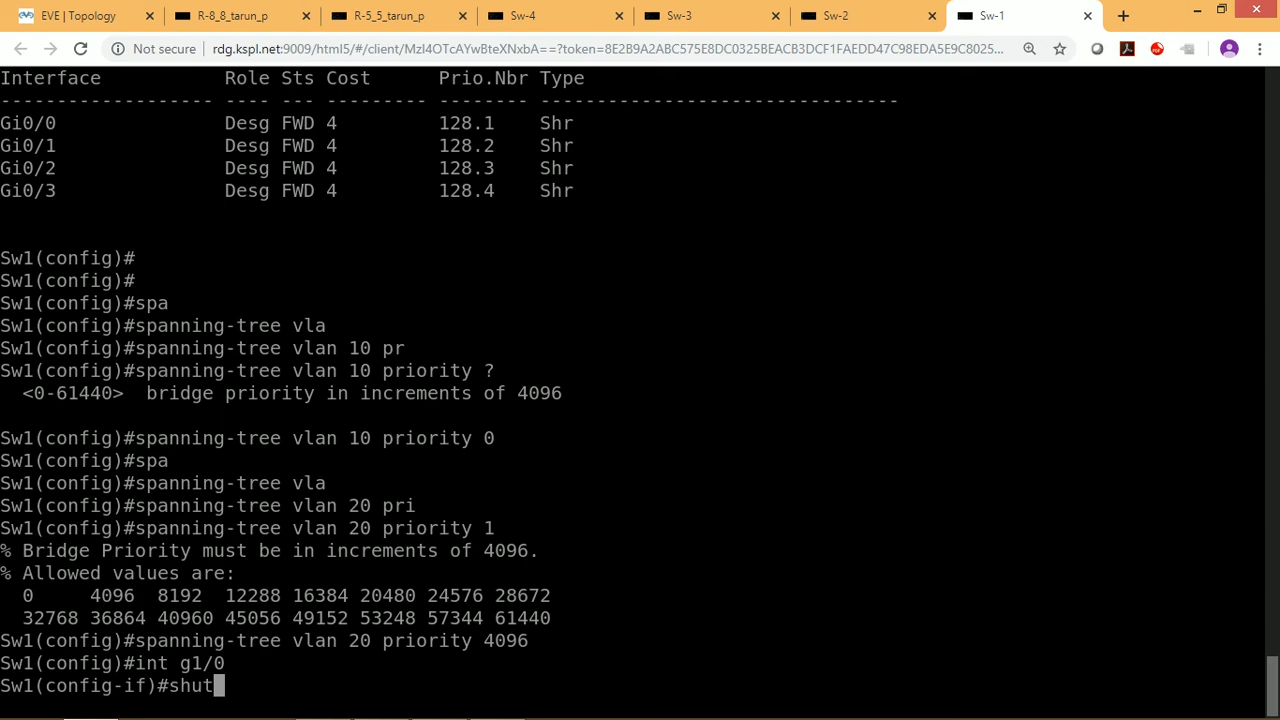 EVE | Topology
R-8_8_tarun_p
R-5_5_tarun_p
Sw-4
Sw-3
Sw-2
Sw-1
Not secure
rdg.kspl.net:9009/html5/#/client/MzI4OTcAYwBteXNxbA==?token=8E2B9A2ABC575E8DC0325BEACB3DCF1FAEDD47C98EDA5E9C8025...
Interface Role Sts Cost Prio.Nbr Type
------------------- ---- --- --------- -------- --------------------------------
Gi0/0 Desg FWD 4 128.1 Shr
Gi0/1 Desg FWD 4 128.2 Shr
Gi0/2 Desg FWD 4 128.3 Shr
Gi0/3 Desg FWD 4 128.4 Shr
Sw1(config)#
Sw1(config)#
Sw1(config)#spa
Sw1(config)#spanning-tree vla
Sw1(config)#spanning-tree vlan 10 pr
Sw1(config)#spanning-tree vlan 10 priority ?
<0-61440> bridge priority in increments of 4096
Sw1(config)#spanning-tree vlan 10 priority 0
Sw1(config)#spa
Sw1(config)#spanning-tree vla
Sw1(config)#spanning-tree vlan 20 pri
Sw1(config)#spanning-tree vlan 20 priority 1
% Bridge Priority must be in increments of 4096.
% Allowed values are:
0 4096 8192 12288 16384 20480 24576 28672
32768 36864 40960 45056 49152 53248 57344 61440
Sw1(config)#spanning-tree vlan 20 priority 4096
Sw1(config)#int g1/0
Sw1(config-if)#shut